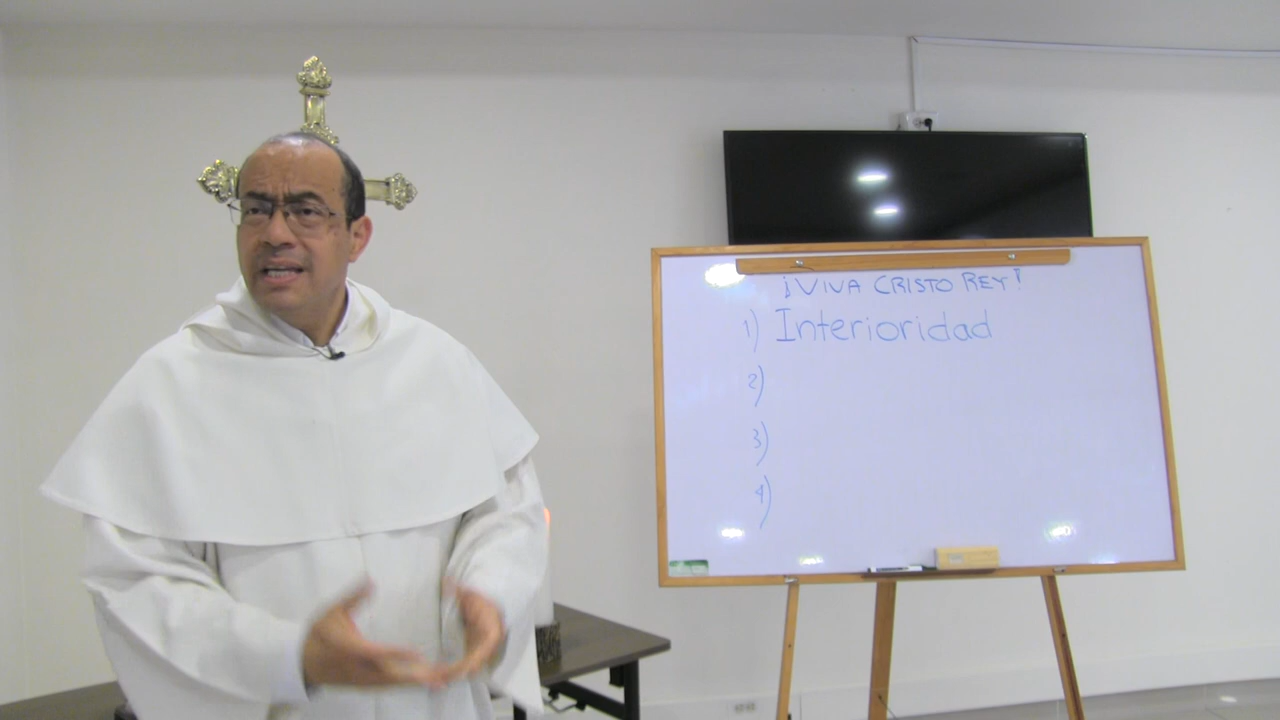 ¡VIVA CRISTO REY!
1) Interioridad
2)
3)
4)